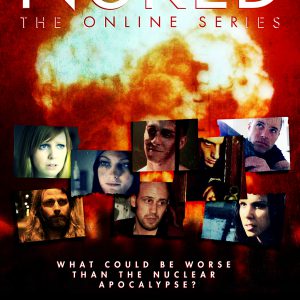 NUKED
THE ONLINE SERIES
WHAT COULD BE WORSE
THAN THE NUCLEAR
APOCALYPSE?